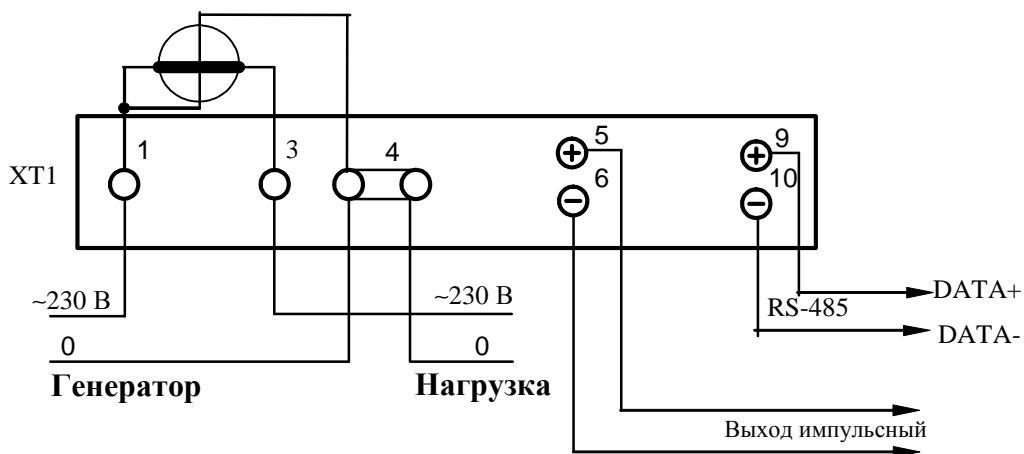 1
3
4
5
9
6
10
XT1
~230 В
~230 В
RS-485
DATA+
DATA-
0
0
Генератор
Нагрузка
Выход импульсный